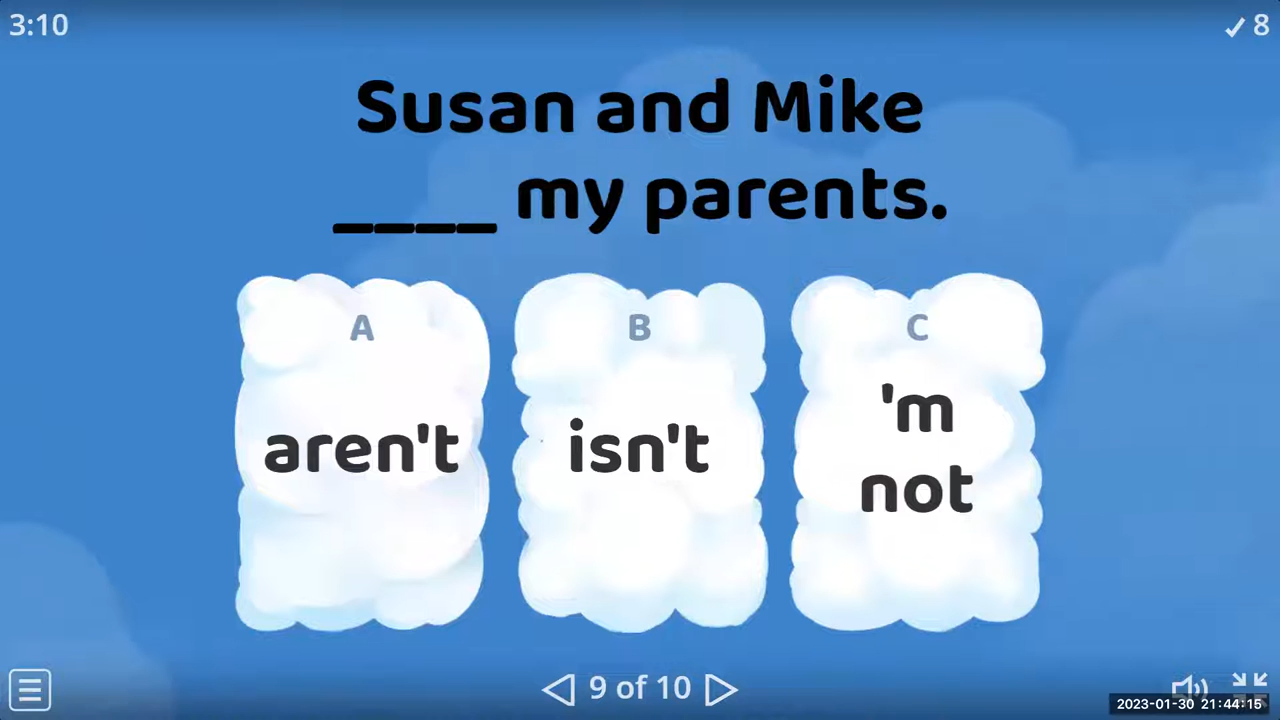 3:10
✓8
Susan and Mike
____ my parents.
A
aren't
B
isn't
C
'm
not
9 of 10
2023-01-30 21:44:15